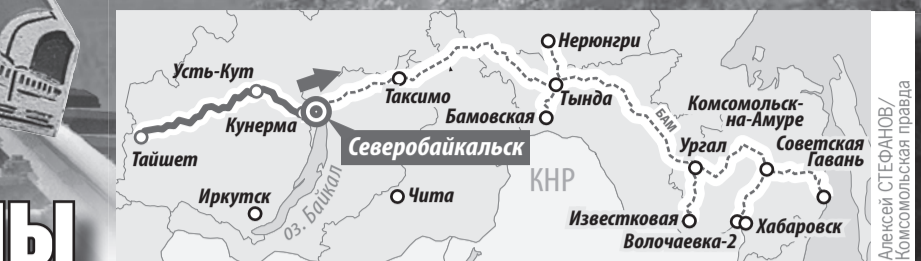 Нерюнгри
Усть-Кут
Таксимо
Тында
Бамовская
Комсомольск-
на-Амуре
Кунерма
БАМ
Советская
Гавань
Ургал
Северобайкальск
Тайшет
КНР
Иркутск
оз. Байкал
Чита
Известковая
Хабаровск
Волочаевка-2
ны
Алексей СТЕФАНОВ/
Комсомольская правда